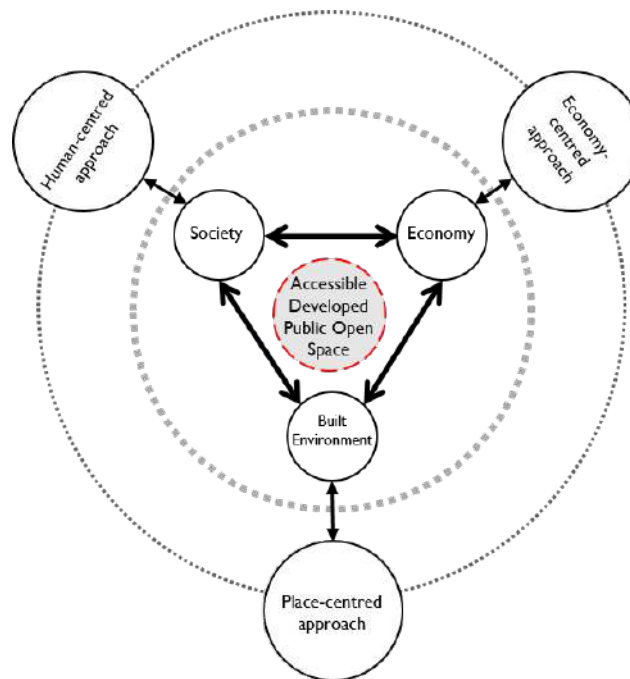 Human-centred
approach
Economy-
centred
approach
Society
Economy
Accessible
Developed
Public Open
Space
Built
Environment
Place-centred
approach